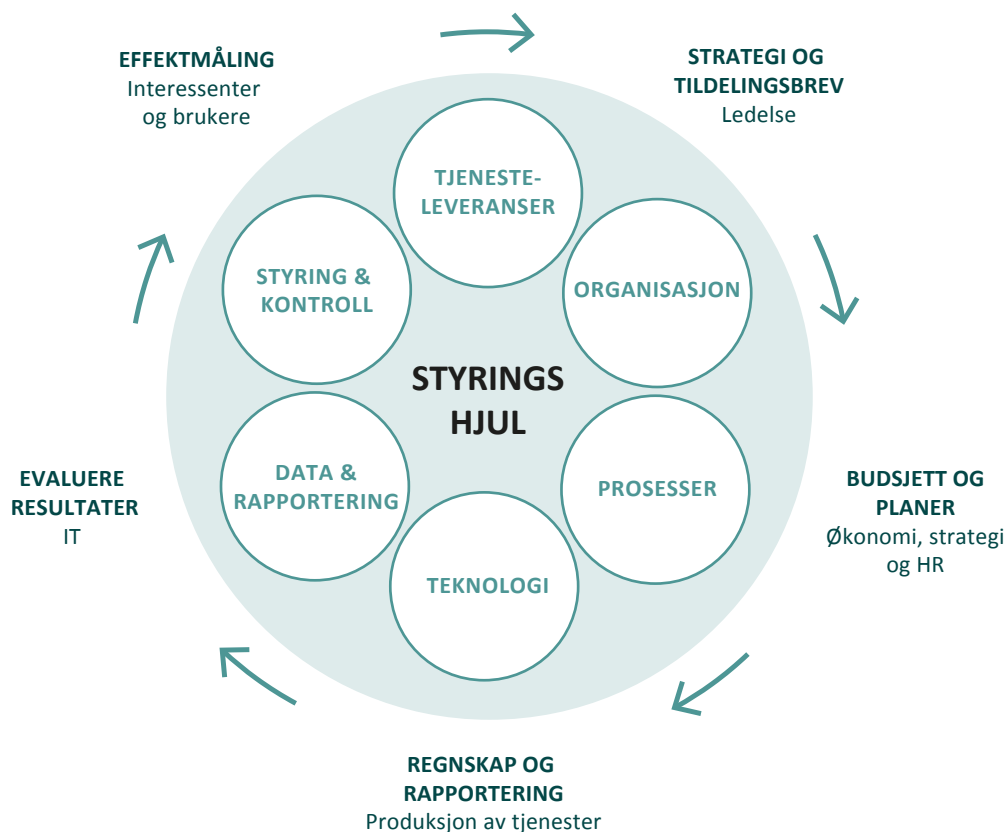 EFFEKTMÅLING
Interessenter
og brukere
STRATEGI OG
TILDELINGSBREV
Ledelse
TJENESTE-
LEVERANSER
STYRING &
KONTROLL
ORGANISASJON
STYRINGS
HJUL
DATA &
RAPPORTERING
PROSESSER
TEKNOLOGI
EVALUERE
RESULTATER
IT
BUDSJETT OG
PLANER
Økonomi, strategi
og HR
REGNSKAP OG
RAPPORTERING
Produksjon av tjenester